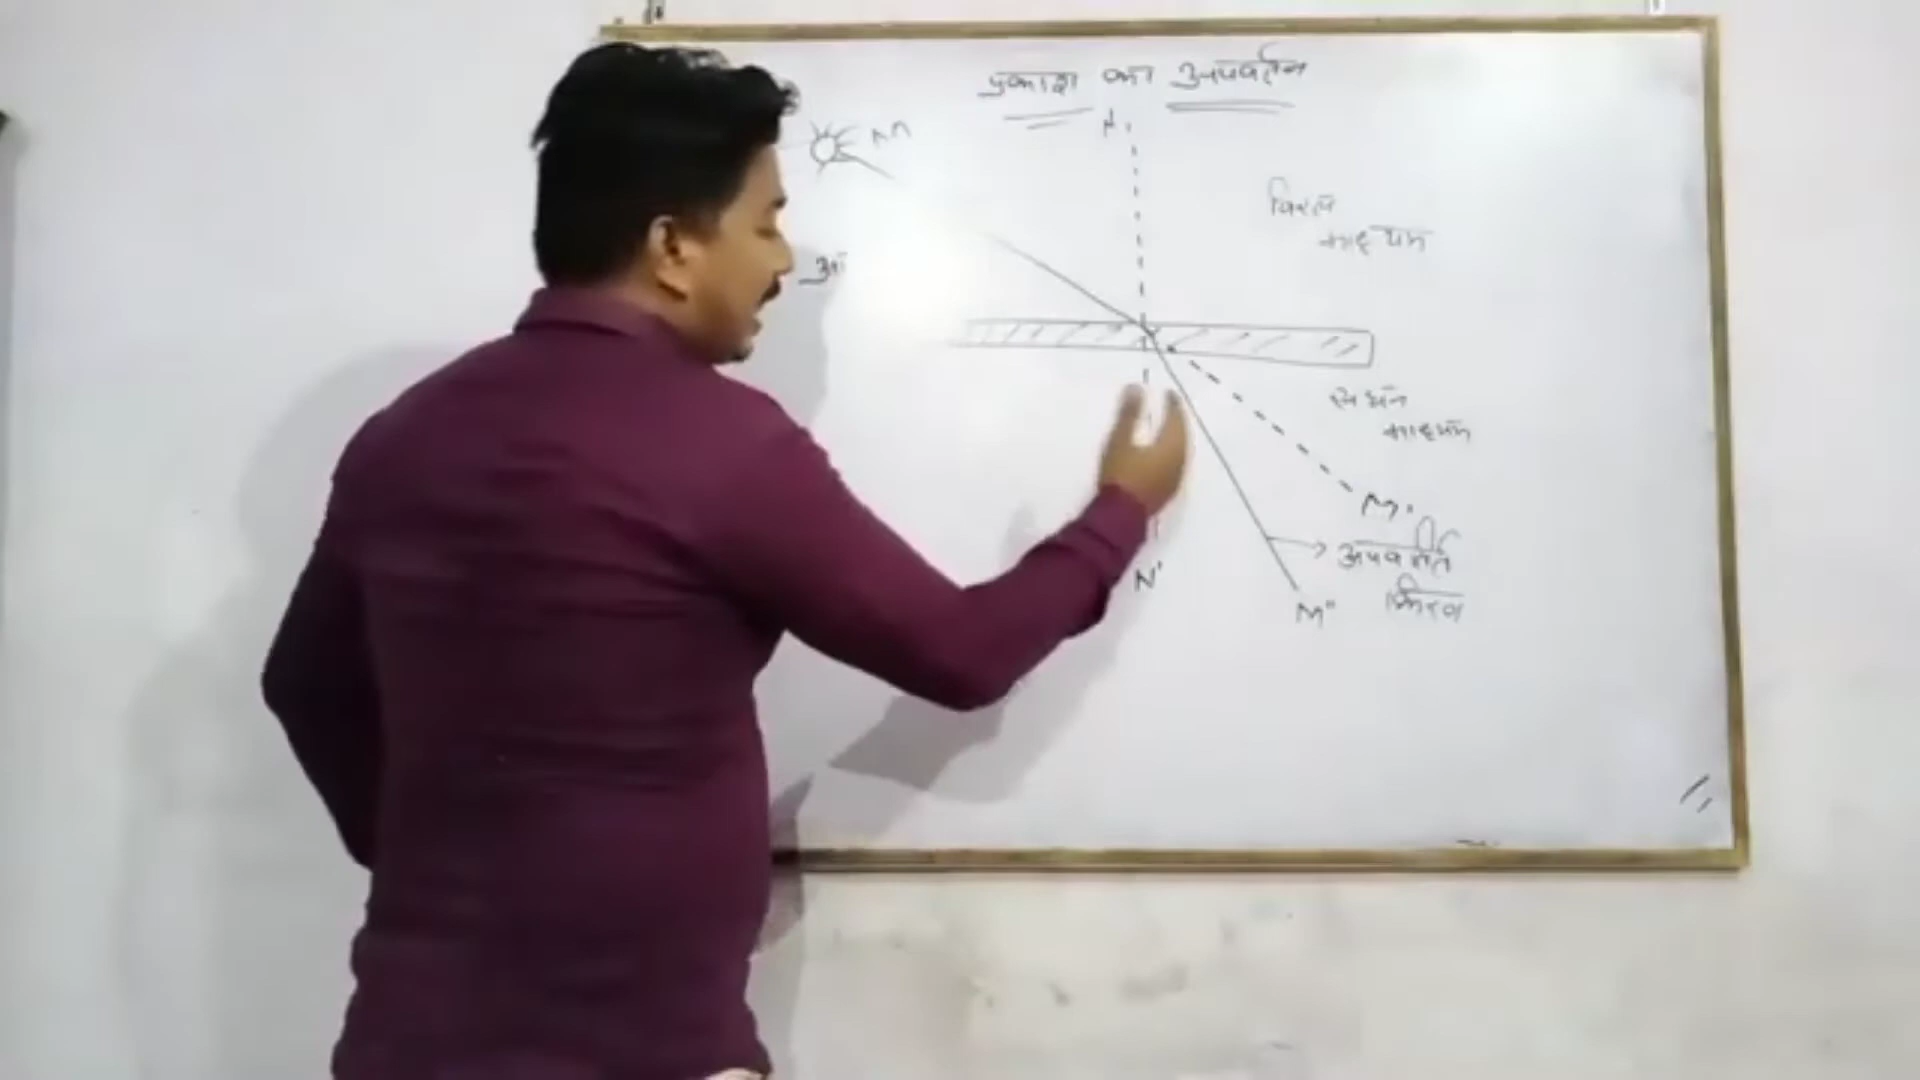 प्रकाश का अपवर्तन
M
N
विरल
माध्यम
आ
सघन
माध्यम
M'
अपवर्तित
किरण
N'
M"